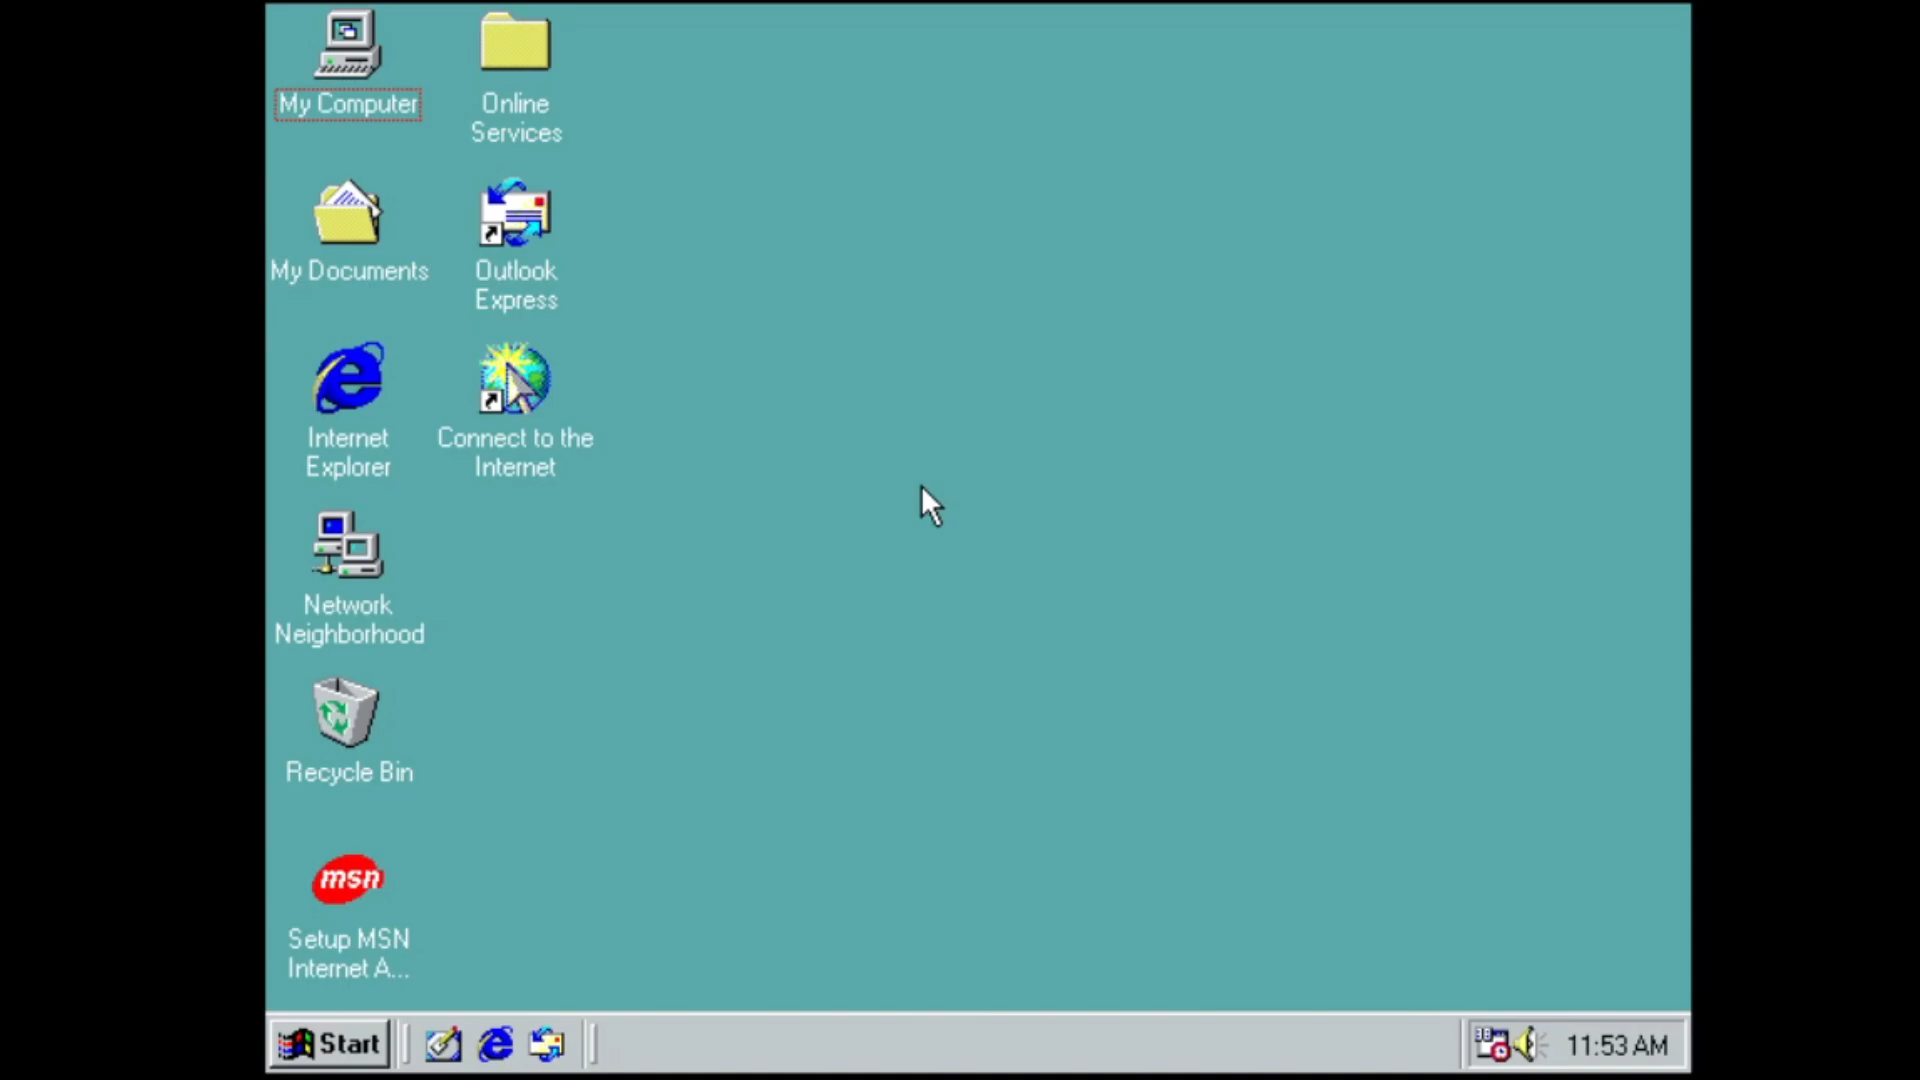 My Computer
Online
Services
My Documents
Outlook
Express
Internet
Explorer
Connect to the
Internet
Network
Neighborhood
Recycle Bin
msn
Setup MSN
Internet A...
Start
11:53 AM